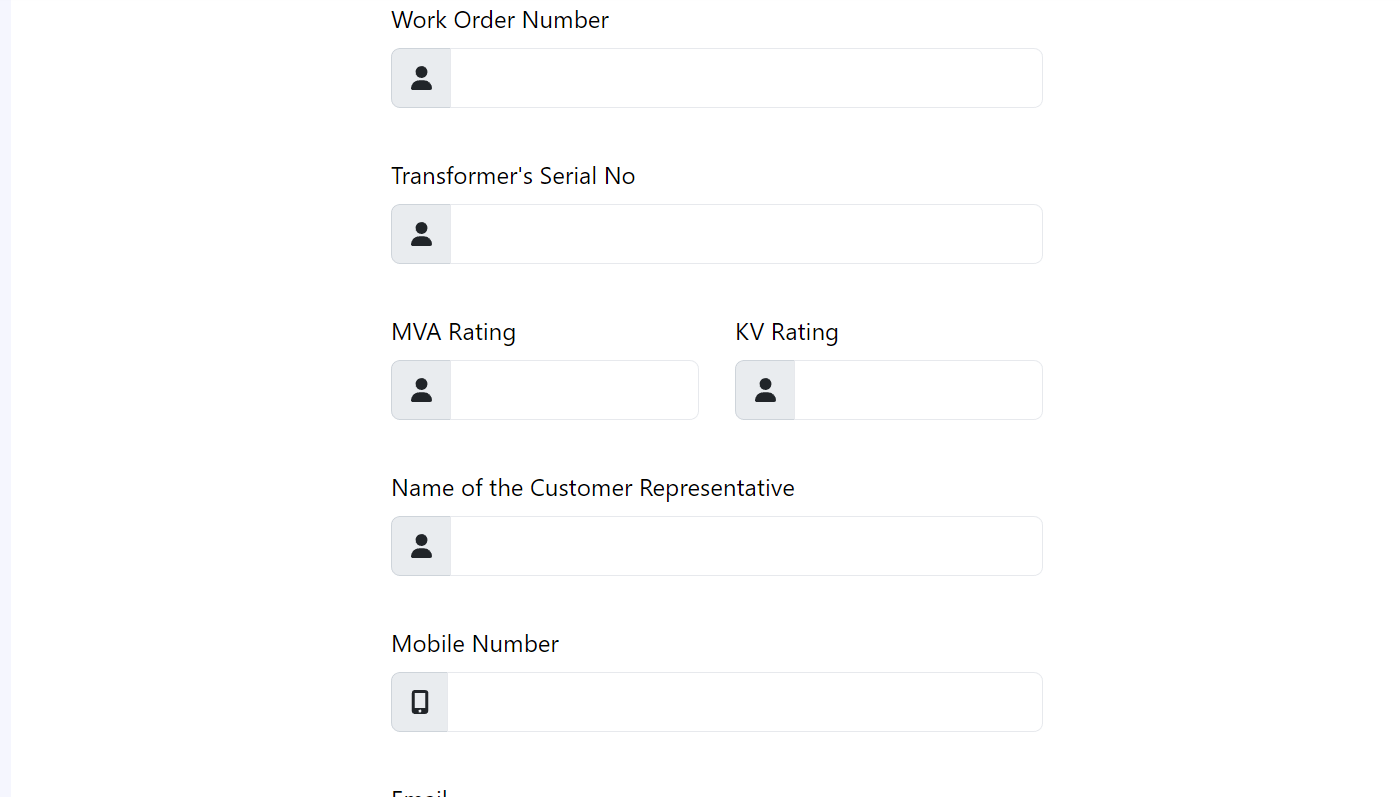 Work Order Number
Transformer's Serial No
MVA Rating
KV Rating
Name of the Customer Representative
Mobile Number
Email